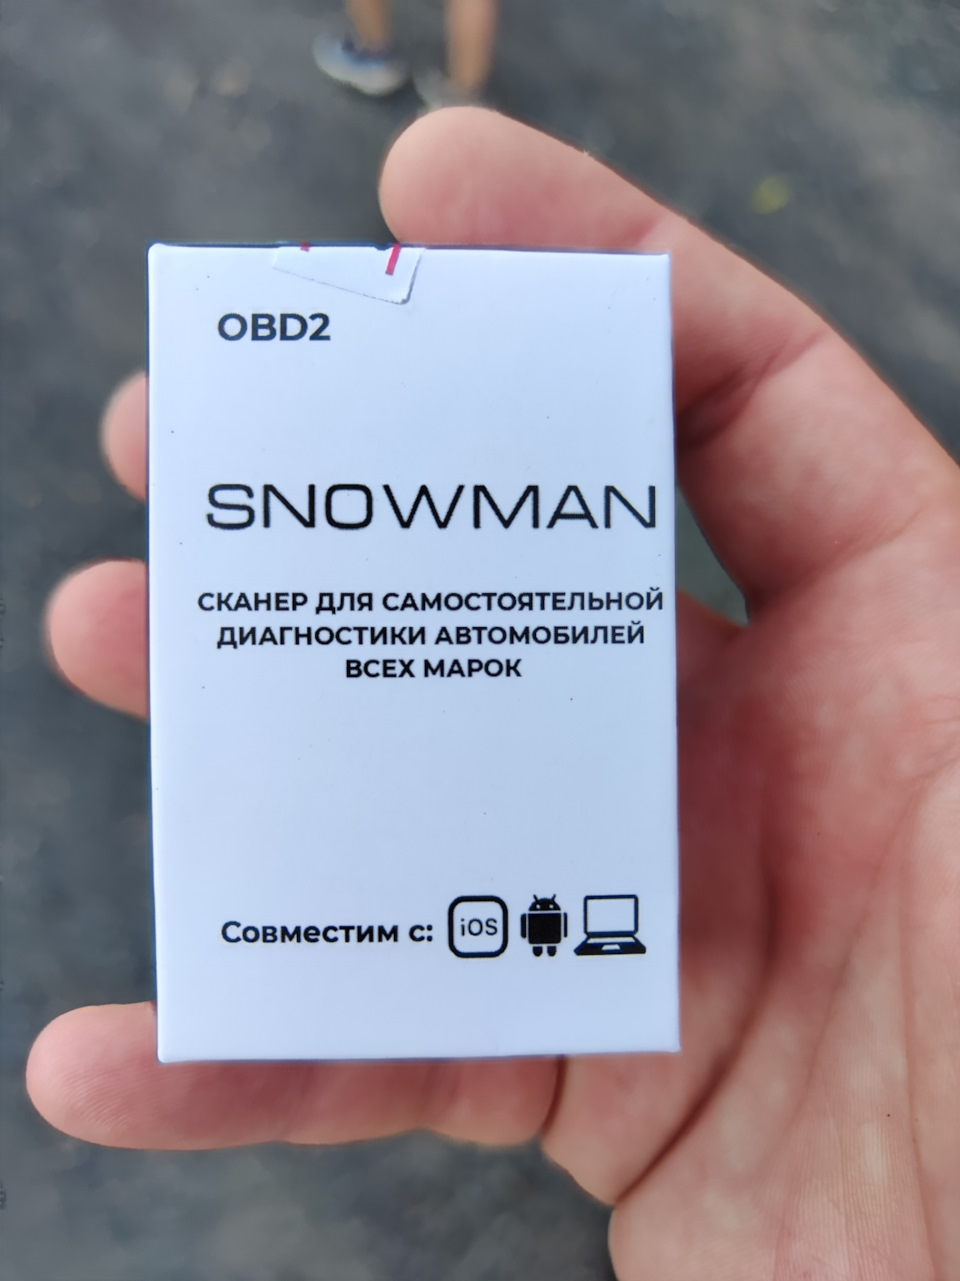 OBD2
SNOWMAN
СКАНЕР ДЛЯ САМОСТОЯТЕЛЬНОЙ
ДИАГНОСТИКИ АВТОМОБИЛЕЙ
ВСЕХ МАРОК
Совместим с: iOS